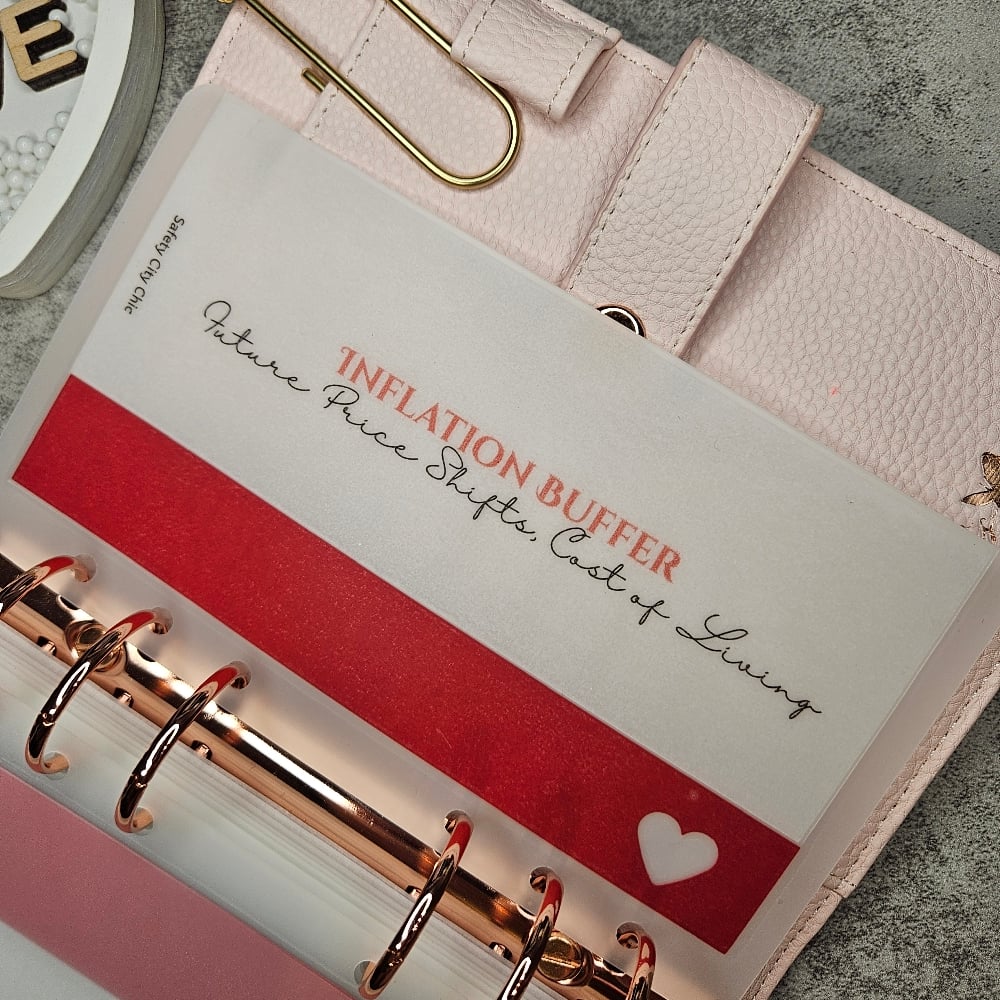 Safety City Chic
INFLATION BUFFER
Future Price Shifts, Cost of Living